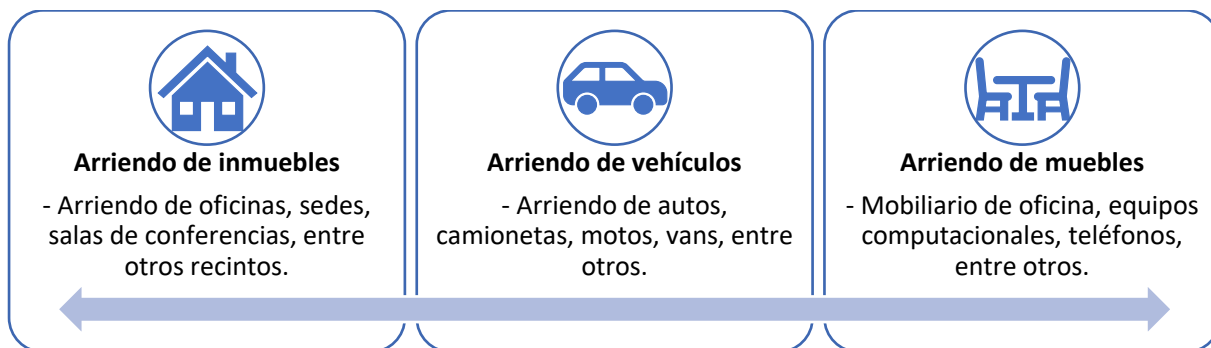 Arriendo de inmuebles
- Arriendo de oficinas, sedes,
salas de conferencias, entre
otros recintos.
Arriendo de vehículos
- Arriendo de autos,
camionetas, motos, vans, entre
otros.
Arriendo de muebles
- Mobiliario de oficina, equipos
computacionales, teléfonos,
entre otros.